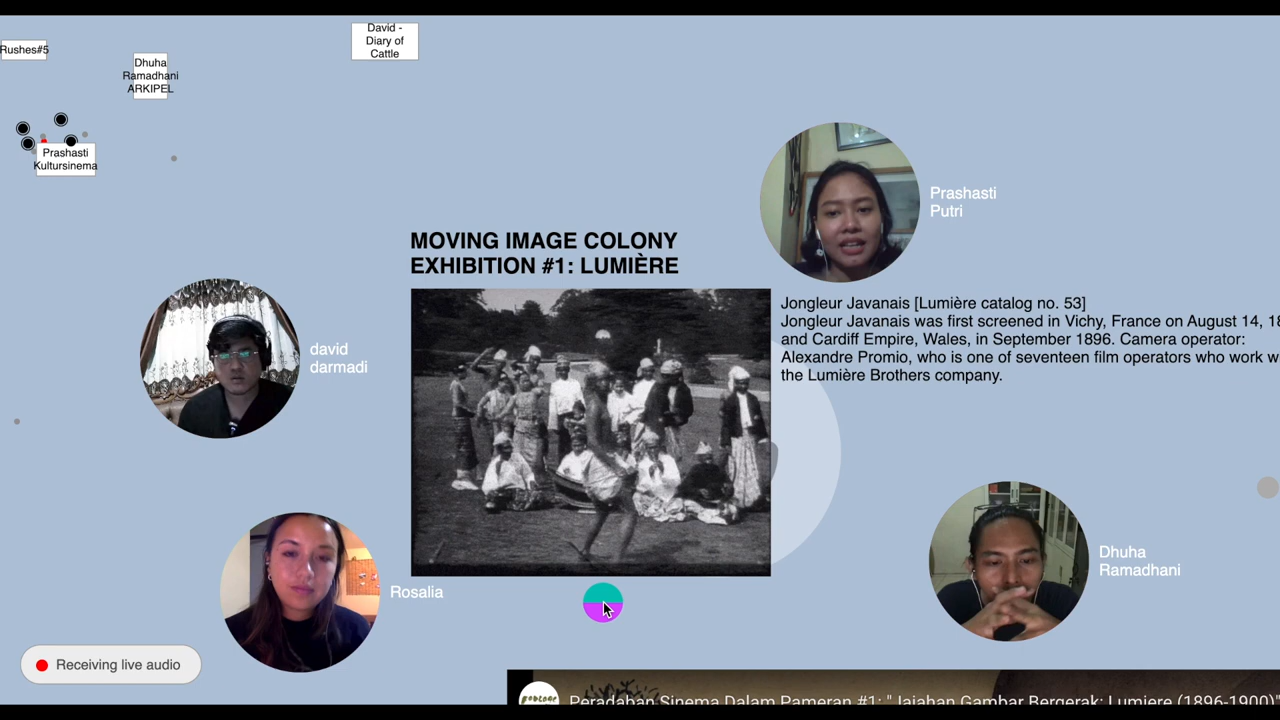 Rushes#5
David -
Diary of
Cattle
Dhuha
Ramadhani
ARKIPEL
Prashasti
Kultursinema
Prashasti
Putri
MOVING IMAGE COLONY
EXHIBITION #1: LUMIÈRE
Jongleur Javanais [Lumière catalog no. 53]
Jongleur Javanais was first screened in Vichy, France on August 14, 18
and Cardiff Empire, Wales, in September 1896. Camera operator:
Alexandre Promio, who is one of seventeen film operators who work w
the Lumière Brothers company.
david
darmadi
Rosalia
Dhuha
Ramadhani
Receiving live audio
Peradaban Sinema Dalam Pameran #1: "Jajahan Gambar Bergerak: Lumiere (1896-1900)"